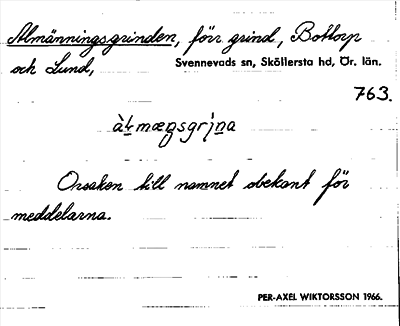 Almänningsgrinden, förr grind, Bottorp
och Lund, Svennevads sn, Sköllersta hd, Ör. län.
763.
Orsaken till namnet obekant för
meddelarna.
PER-AXEL WIKTORSSON 1966.